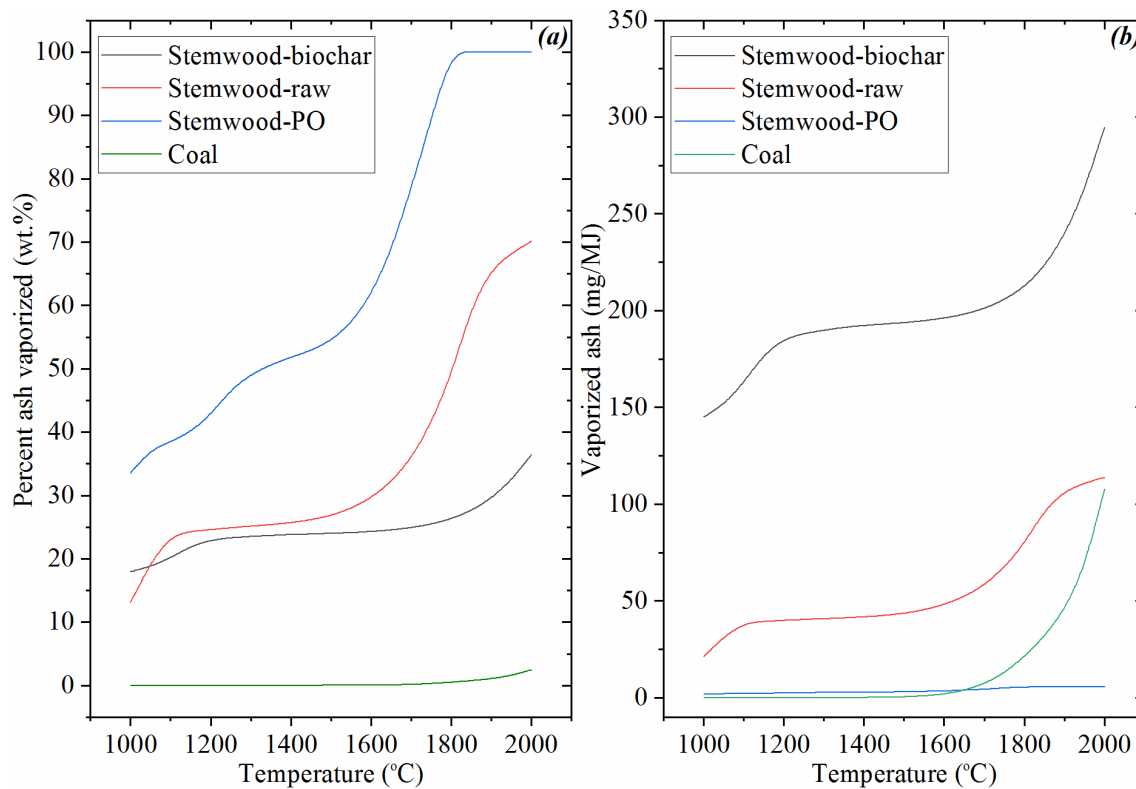 (a)
Stemwood-biochar
Stemwood-raw
Stemwood-PO
Coal
Percent ash vaporized (wt.%)
100
90
80
70
60
50
40
30
20
10
0
1000 1200 1400 1600 1800 2000
Temperature (°C)
(b)
Stemwood-biochar
Stemwood-raw
Stemwood-PO
Coal
Vaporized ash (mg/MJ)
350
300
250
200
150
100
50
0
1000 1200 1400 1600 1800 2000
Temperature (°C)